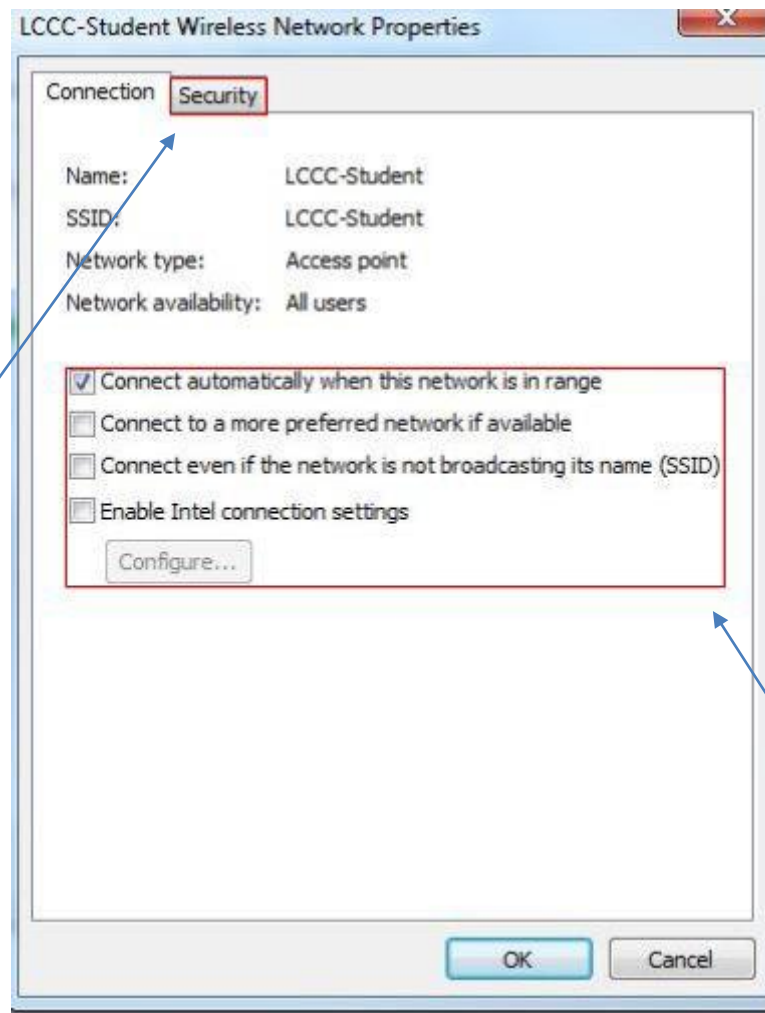 LCCC-Student Wireless Network Properties
Connection Security
Name: LCCC-Student
SSID: LCCC-Student
Network type: Access point
Network availability: All users
Connect automatically when this network is in range
Connect to a more preferred network if available
Connect even if the network is not broadcasting its name (SSID)
Enable Intel connection settings
Configure...
OK Cancel